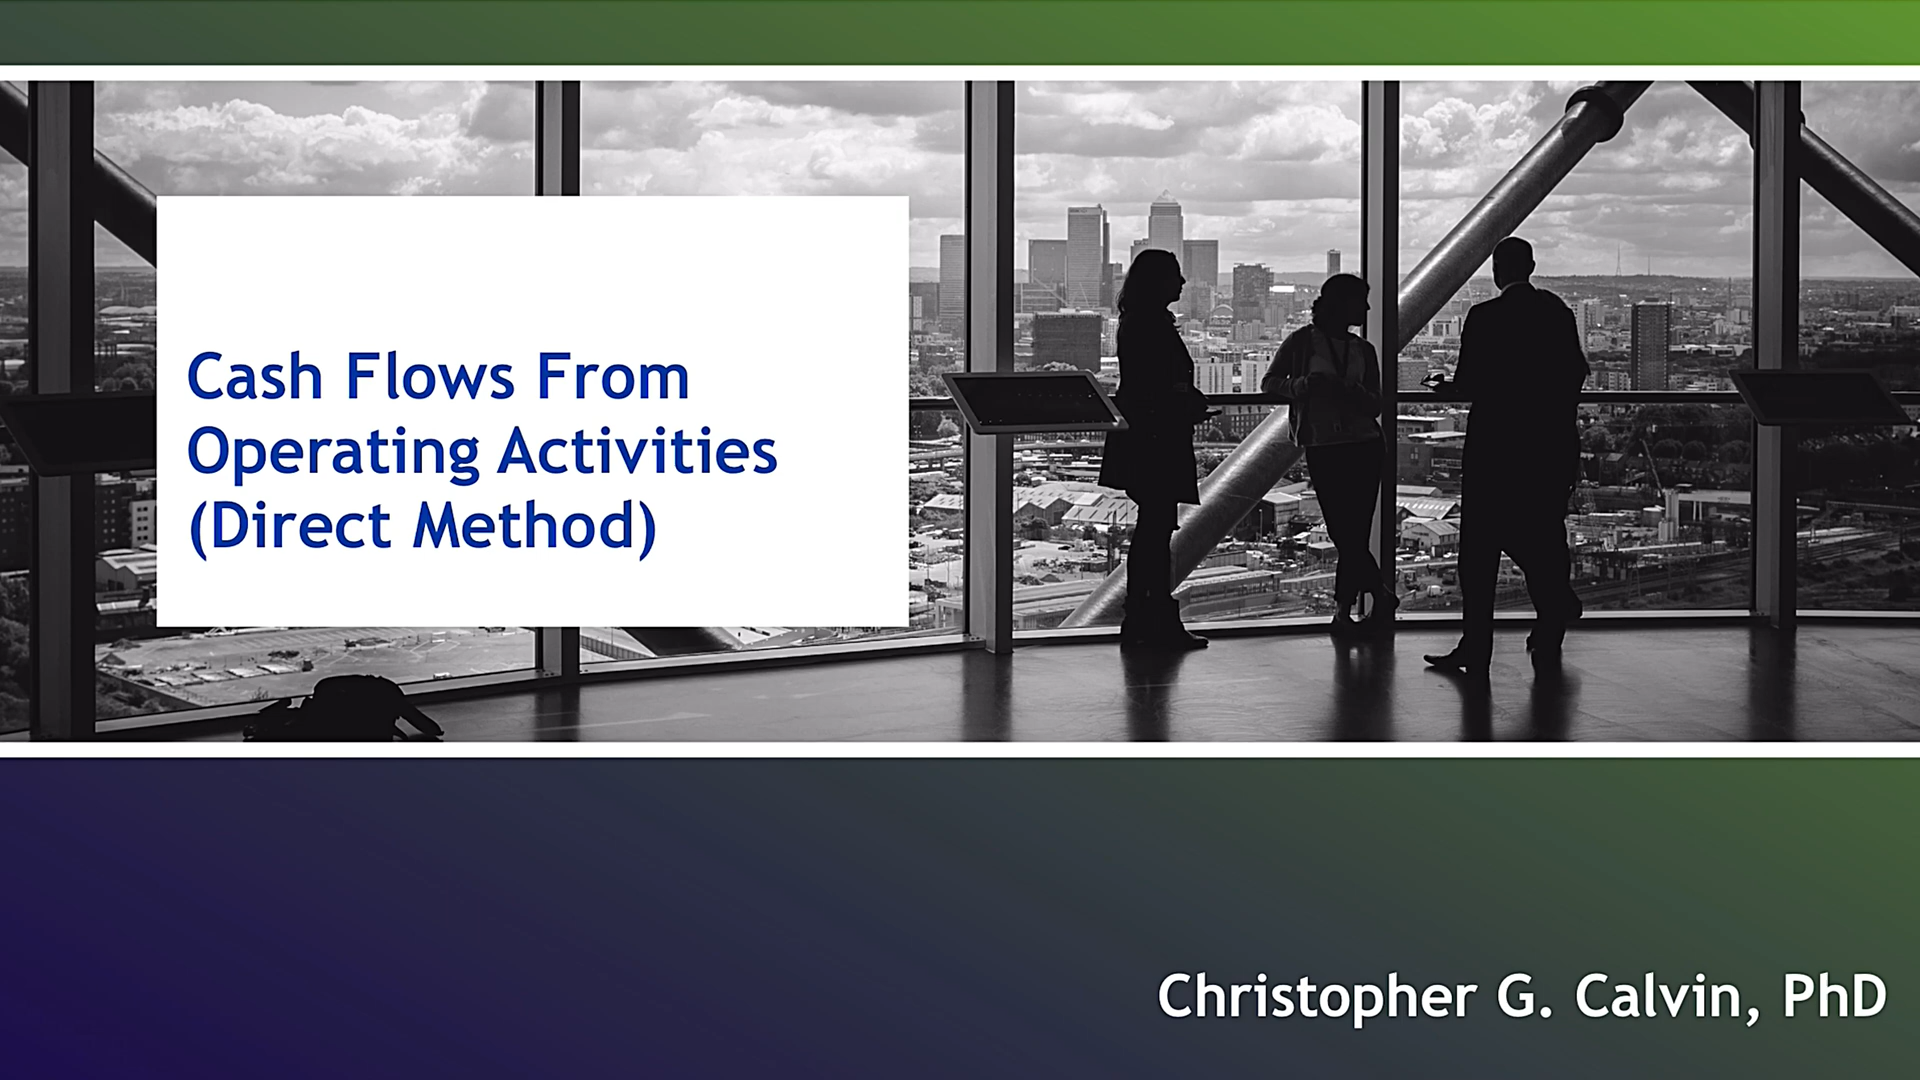 Cash Flows From
Operating Activities
(Direct Method)
Christopher G. Calvin, PhD